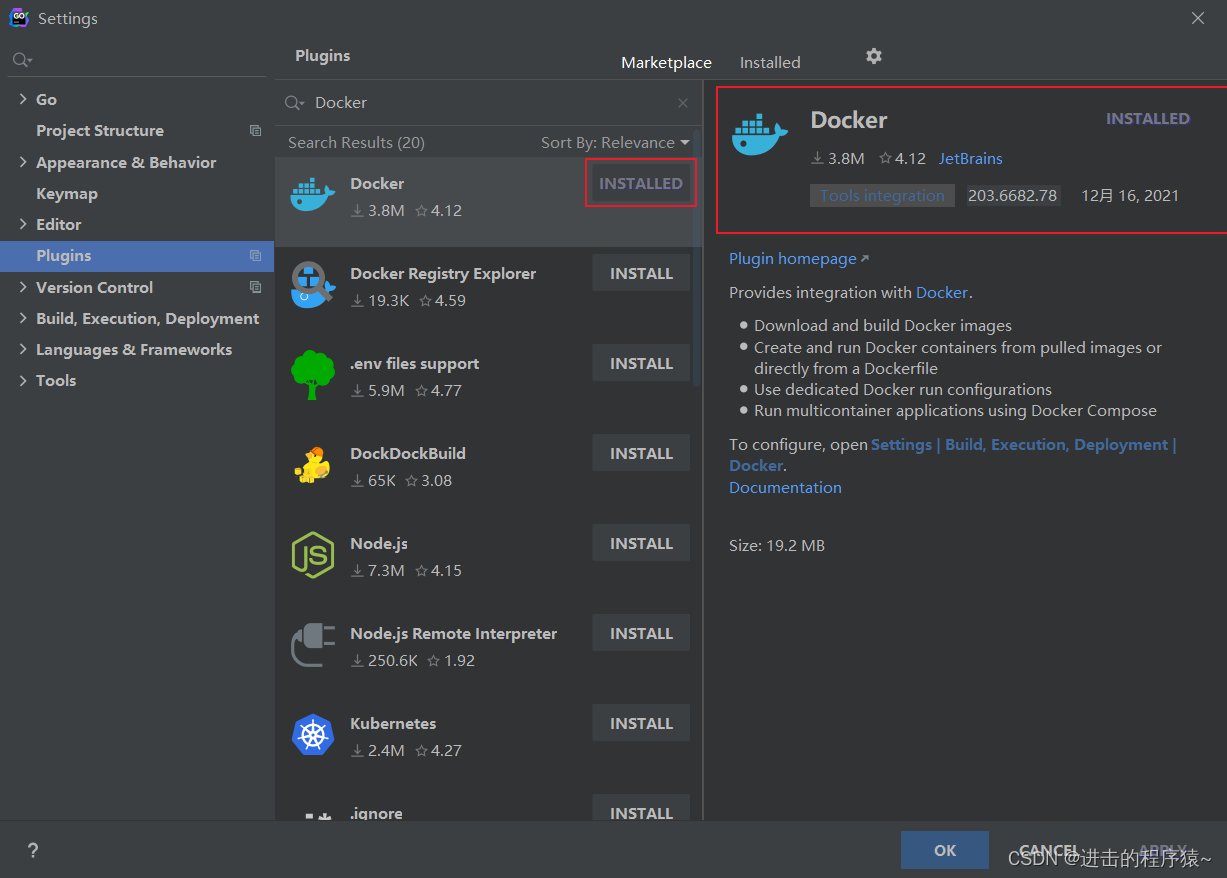 GO
Settings
Plugins
Marketplace
Installed
Go
Project Structure
Appearance & Behavior
Keymap
Editor
Plugins
Version Control
Build, Execution, Deployment
Languages & Frameworks
Tools
Docker
Search Results (20)
Sort By: Relevance
Docker
INSTALLED
3.8M 4.12
Docker Registry Explorer
INSTALL
19.3K 4.59
.env files support
INSTALL
5.9M 4.77
DockDockBuild
INSTALL
65K 3.08
JS
Node.js
INSTALL
7.3M 4.15
Node.js Remote Interpreter
INSTALL
250.6K 1.92
Kubernetes
INSTALL
2.4M 4.27
.ignore
INSTALL
Docker
INSTALLED
3.8M 4.12 JetBrains
Tools integration 203.6682.78 12月 16, 2021
Plugin homepage
Provides integration with Docker.
Download and build Docker images
Create and run Docker containers from pulled images or
directly from a Dockerfile
Use dedicated Docker run configurations
Run multicontainer applications using Docker Compose
To configure, open Settings | Build, Execution, Deployment |
Docker.
Documentation
Size: 19.2 MB
?
OK
CANCEL
APPLY
CSDN @进击的程序猿~